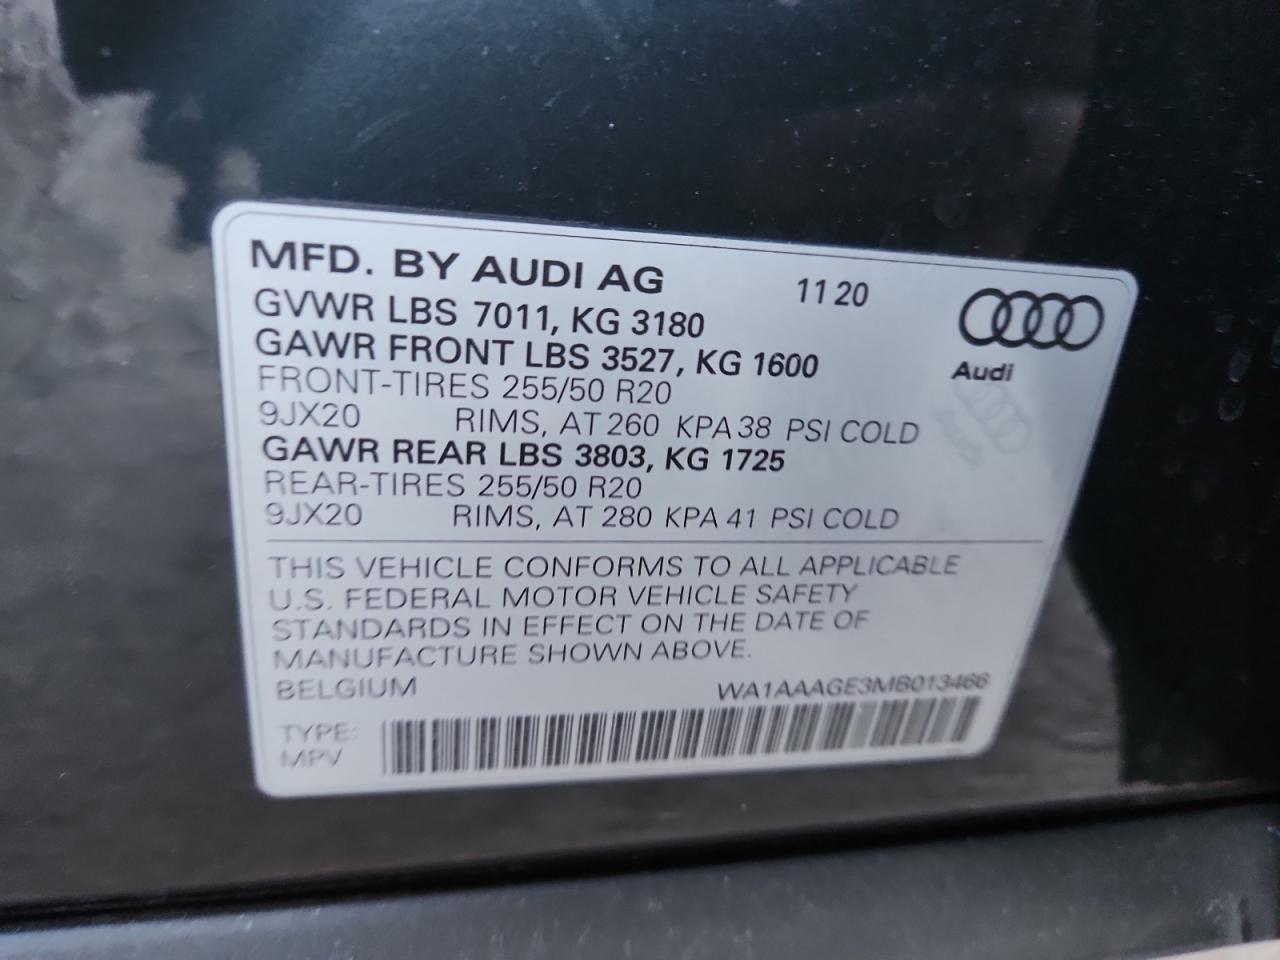 MFD. BY AUDI AG 11 20
GVWR LBS 7011, KG 3180
GAWR FRONT LBS 3527, KG 1600
Audi
FRONT-TIRES 255/50 R20
9JX20 RIMS, AT 260 KPA 38 PSI COLD
GAWR REAR LBS 3803, KG 1725
REAR-TIRES 255/50 R20
9JX20 RIMS, AT 280 KPA 41 PSI COLD
THIS VEHICLE CONFORMS TO ALL APPLICABLE
U.S. FEDERAL MOTOR VEHICLE SAFETY
STANDARDS IN EFFECT ON THE DATE OF
MANUFACTURE SHOWN ABOVE.
BELGIUM WA1AAAGE3MB013466
TYPE:
MPV